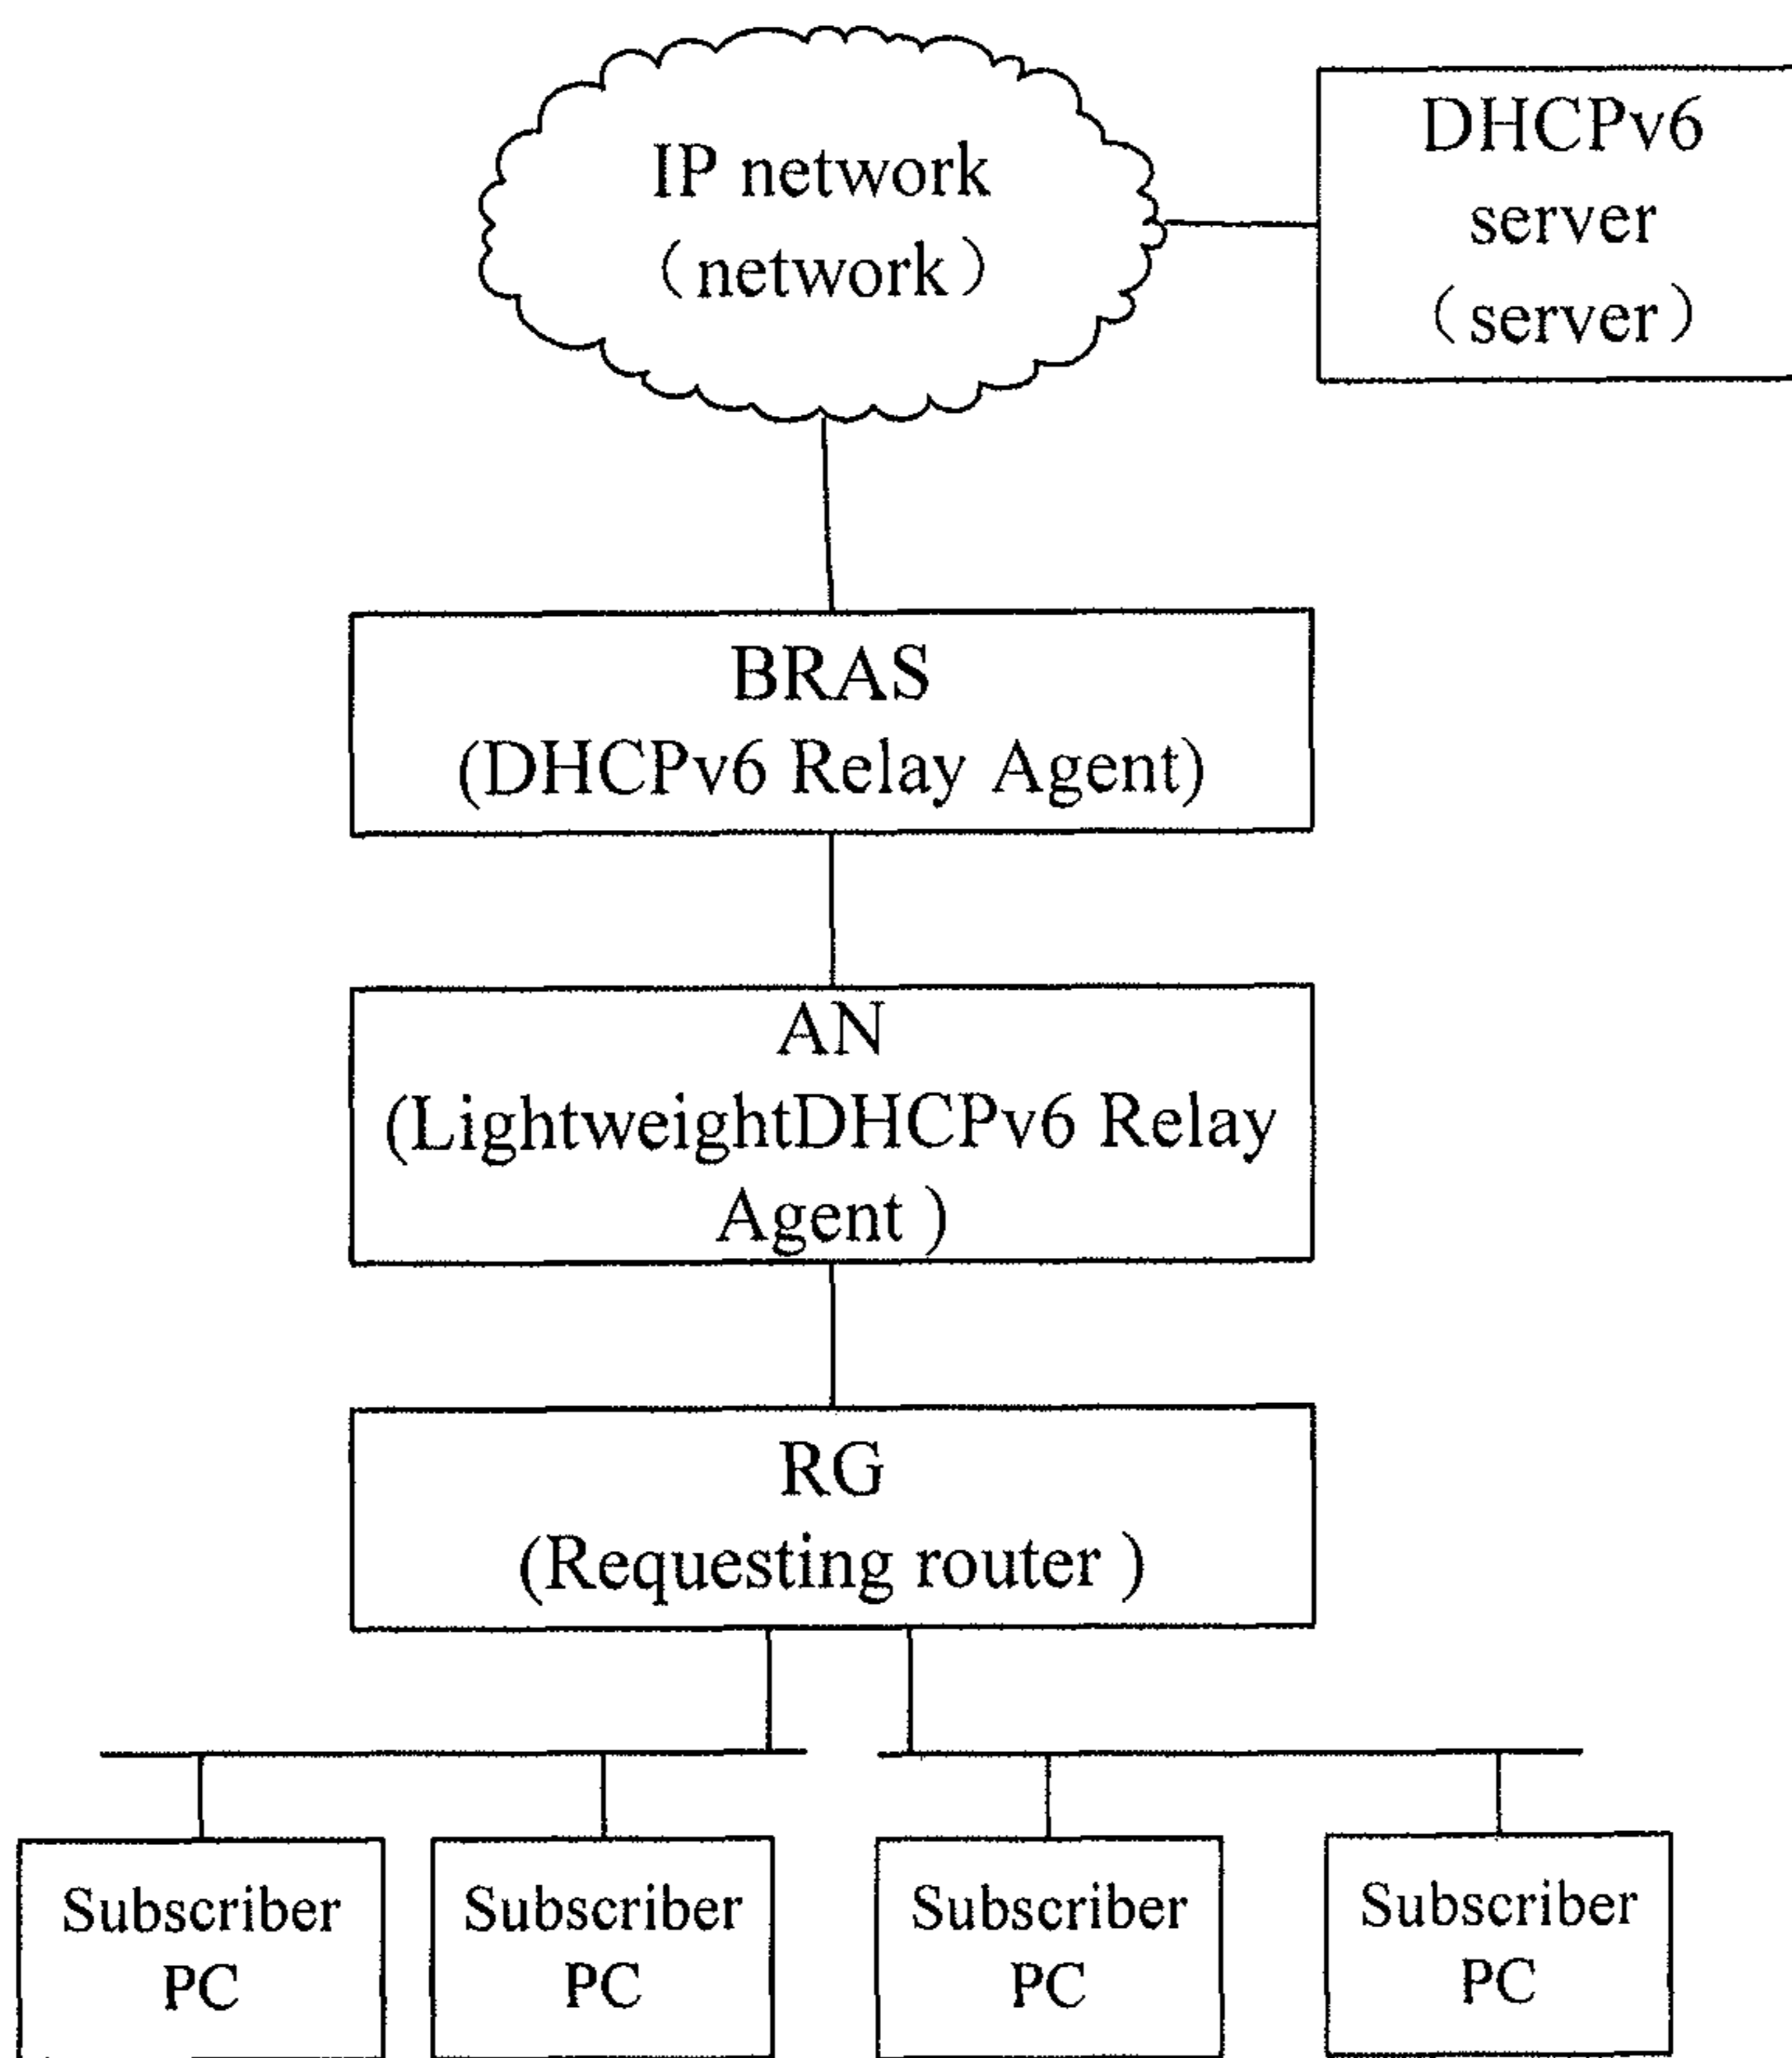 IP network
（network）
DHCPv6
server
（server）
BRAS
(DHCPv6 Relay Agent)
AN
(LightweightDHCPv6 Relay
Agent )
RG
(Requesting router )
Subscriber
PC
Subscriber
PC
Subscriber
PC
Subscriber
PC